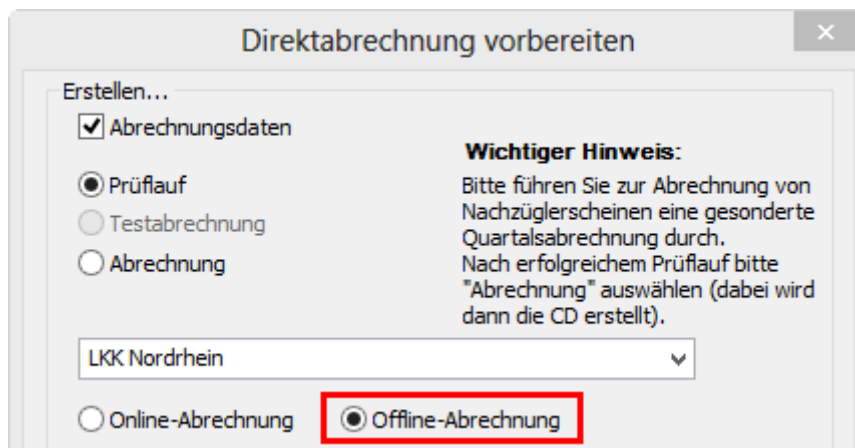 Direktabrechnung vorbereiten
Erstellen...
Abrechnungsdaten
Prüflauf
Testabrechnung
Abrechnung
Wichtiger Hinweis:
Bitte führen Sie zur Abrechnung von
Nachzüglerscheinen eine gesonderte
Quartalsabrechnung durch.
Nach erfolgreichem Prüflauf bitte
"Abrechnung" auswählen (dabei wird
dann die CD erstellt).
LKK Nordrhein
Online-Abrechnung
Offline-Abrechnung